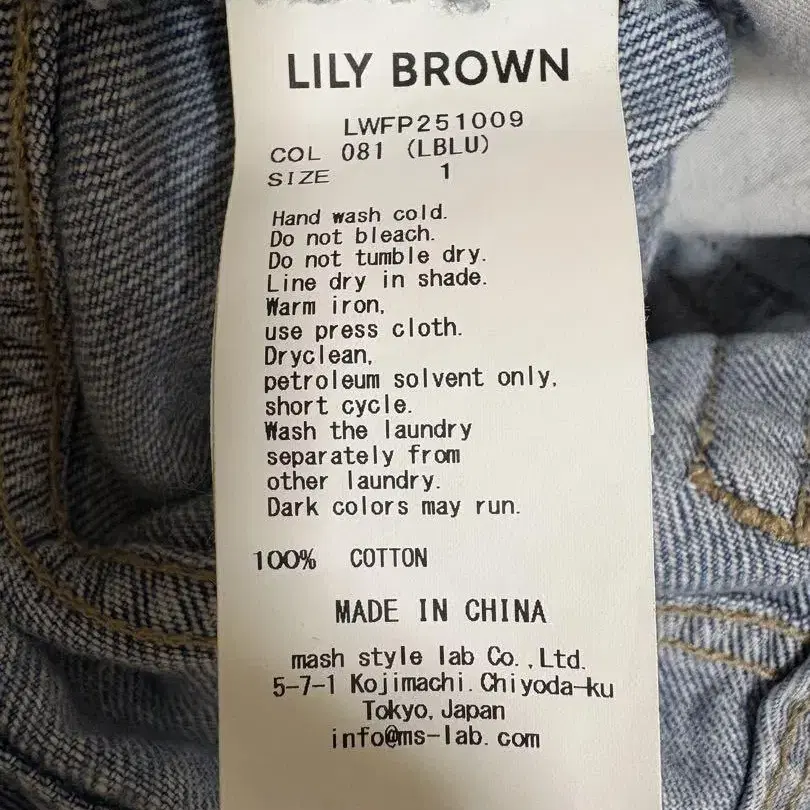 LILY BROWN
LWFP251009
COL 081 (LBLU)
SIZE 1
Hand wash cold.
Do not bleach.
Do not tumble dry.
Line dry in shade.
Warm iron,
use press cloth.
Dryclean,
petroleum solvent only,
short cycle.
Wash the laundry
separately from
other laundry.
Dark colors may run.
100% COTTON
MADE IN CHINA
mash style lab Co.,Ltd.
5-7-1 Kojimachi.Chiyoda-ku
Tokyo,Japan
info@ms-lab.com